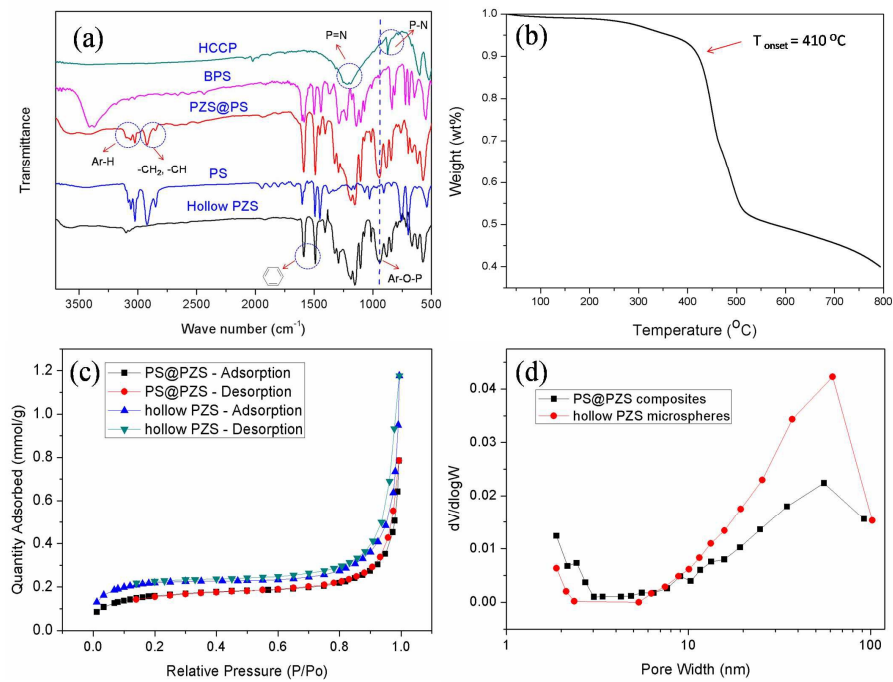 (a)
P=N
P-N
HCCP
BPS
PZS@PS
Ar-H
-CH₂, -CH
PS
Hollow PZS
Ar-O-P
Transmittance
3500 3000 2500 2000 1500 1000 500
Wave number (cm⁻¹)
(b)
T onset = 410 ºC
Weight (wt%)
1.0
0.9
0.8
0.7
0.6
0.5
0.4
100 200 300 400 500 600 700 800
Temperature (ºC)
(c)
PS@PZS - Adsorption
PS@PZS - Desorption
hollow PZS - Adsorption
hollow PZS - Desorption
Quantity Adsorbed (mmol/g)
1.2
1.0
0.8
0.6
0.4
0.2
0.0
0.0 0.2 0.4 0.6 0.8 1.0
Relative Pressure (P/Po)
(d)
PS@PZS composites
hollow PZS microspheres
dV/dlogW
0.04
0.03
0.02
0.01
0.00
1 10 100
Pore Width (nm)